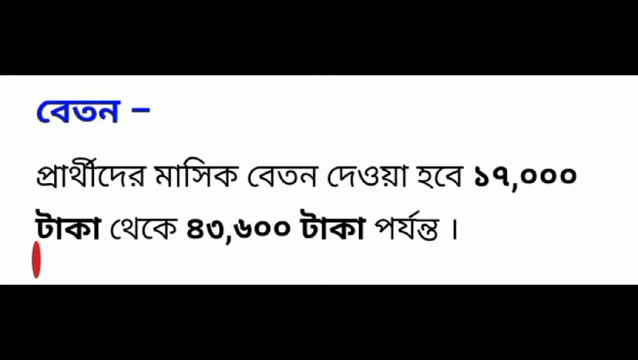 বেতন –
প্রার্থীদের মাসিক বেতন দেওয়া হবে ১৭,০০০
টাকা থেকে ৪৩,৬০০ টাকা পর্যন্ত ।